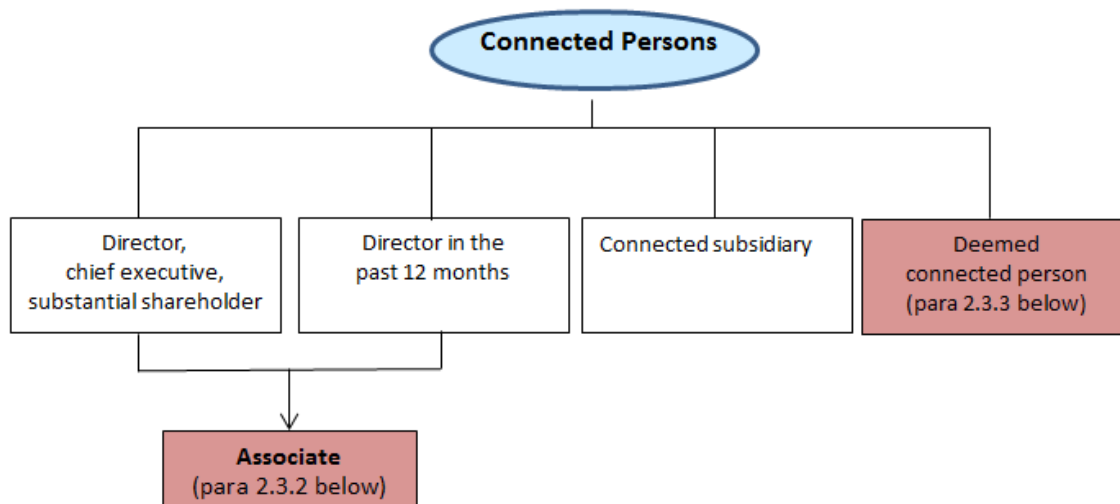 Connected Persons
Director,
chief executive,
substantial shareholder
Director in the
past 12 months
Connected subsidiary
Deemed
connected person
(para 2.3.3 below)
Associate
(para 2.3.2 below)